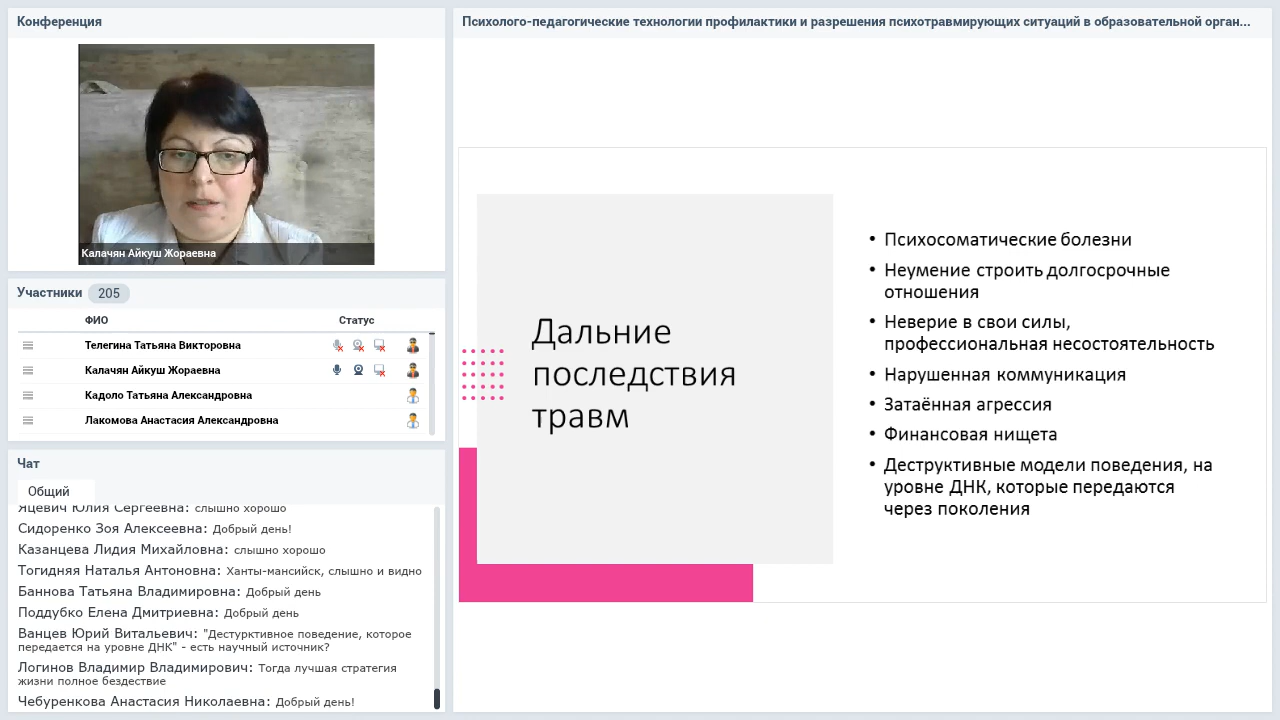 Конференция
Калачян Айкуш Жораевна
Участники 205
ФИО Статус
Телегина Татьяна Викторовна
Калачян Айкуш Жораевна
Кадоло Татьяна Александровна
Лакомова Анастасия Александровна
Чат
Общий
Яцевич Юлия Сергеевна: слышно хорошо
Сидоренко Зоя Алексеевна: Добрый день!
Казанцева Лидия Михайловна: слышно хорошо
Тогидняя Наталья Антоновна: Ханты-мансийск, слышно и видно
Баннова Татьяна Владимировна: Добрый день
Поддубко Елена Дмитриевна: Добрый день
Ванцев Юрий Витальевич: "Дестурктивное поведение, которое
передается на уровне ДНК" - есть научный источник?
Логинов Владимир Владимирович: Тогда лучшая стратегия
жизни полное бездествие
Чебуренкова Анастасия Николаевна: Добрый день!
Психолого-педагогические технологии профилактики и разрешения психотравмирующих ситуаций в образовательной орган...
Дальние
последствия
травм
• Психосоматические болезни
• Неумение строить долгосрочные
отношения
• Неверие в свои силы,
профессиональная несостоятельность
• Нарушенная коммуникация
• Затаённая агрессия
• Финансовая нищета
• Деструктивные модели поведения, на
уровне ДНК, которые передаются
через поколения